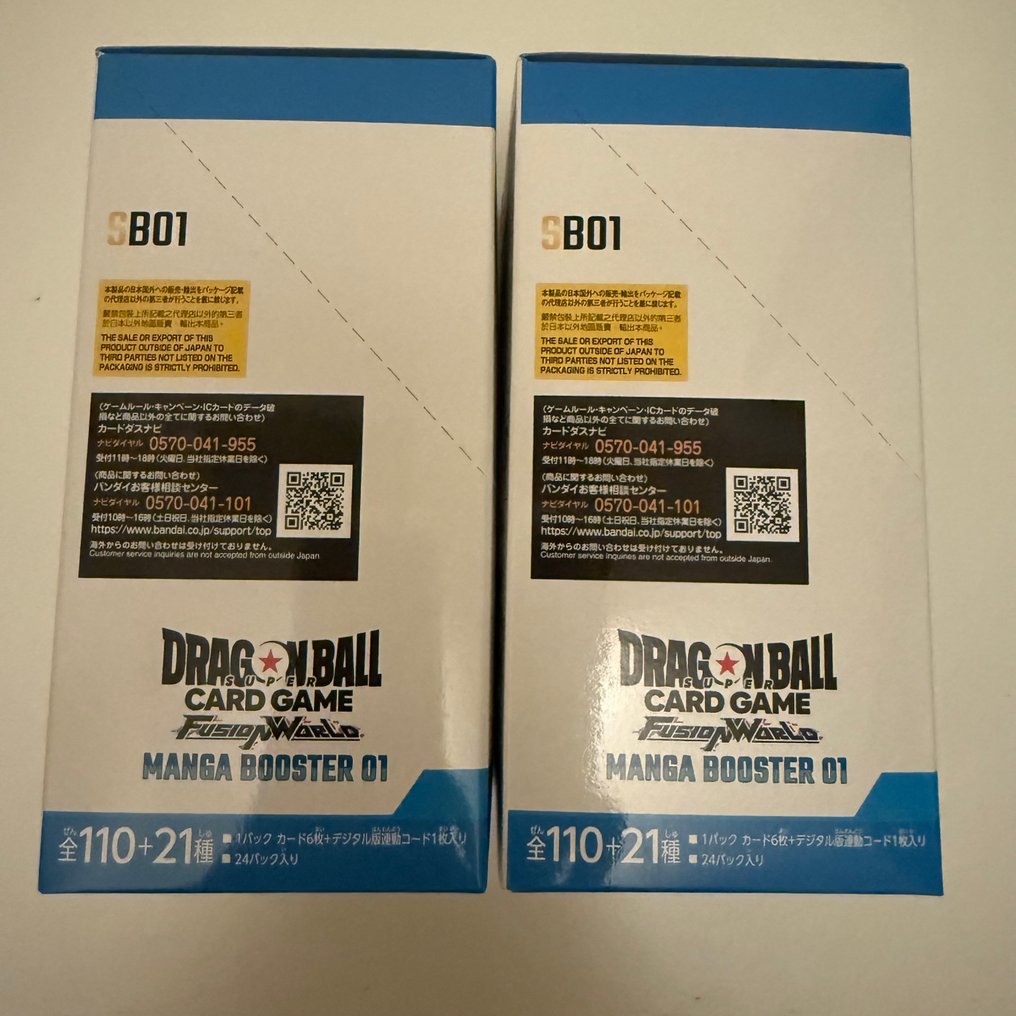 SB01
本製品の日本国外への販売・輸出をパッケージ記載
の代理店以外の第三者が行うことを厳に禁じます。
嚴禁包裝上所記載之代理店以外的第三者
於日本以外地區販賣、輸出本商品。
THE SALE OR EXPORT OF THIS
PRODUCT OUTSIDE OF JAPAN TO
THIRD PARTIES NOT LISTED ON THE
PACKAGING IS STRICTLY PROHIBITED.
(ゲームルール・キャンペーン・ICカードのデータ破
損など商品以外の全てに関するお問い合わせ)
カードダスナビ
ナビダイヤル 0570-041-955
受付11時~18時(火曜日、当社指定休業日を除く)
(商品に関するお問い合わせ)
バンダイお客様相談センター
ナビダイヤル 0570-041-101
受付10時~16時(土日祝日、当社指定休業日を除く)
https://www.bandai.co.jp/support/top
海外からのお問い合わせは受け付けておりません。
Customer service inquiries are not accepted from outside Japan.
DRAGON BALL
SUPER
CARD GAME
FUSION WORLD
MANGA BOOSTER 01
全110+21種
■1パック カード6枚+デジタル版連動コード1枚入り
■24パック入り
SB01
本製品の日本国外への販売・輸出をパッケージ記載
の代理店以外の第三者が行うことを厳に禁じます。
嚴禁包裝上所記載之代理店以外的第三者
於日本以外地區販賣、輸出本商品。
THE SALE OR EXPORT OF THIS
PRODUCT OUTSIDE OF JAPAN TO
THIRD PARTIES NOT LISTED ON THE
PACKAGING IS STRICTLY PROHIBITED.
(ゲームルール・キャンペーン・ICカードのデータ破
損など商品以外の全てに関するお問い合わせ)
カードダスナビ
ナビダイヤル 0570-041-955
受付11時~18時(火曜日、当社指定休業日を除く)
(商品に関するお問い合わせ)
バンダイお客様相談センター
ナビダイヤル 0570-041-101
受付10時~16時(土日祝日、当社指定休業日を除く)
https://www.bandai.co.jp/support/top
海外からのお問い合わせは受け付けておりません。
Customer service inquiries are not accepted from outside Japan.
DRAGON BALL
SUPER
CARD GAME
FUSION WORLD
MANGA BOOSTER 01
全110+21種
■1パック カード6枚+デジタル版連動コード1枚入り
■24パック入り